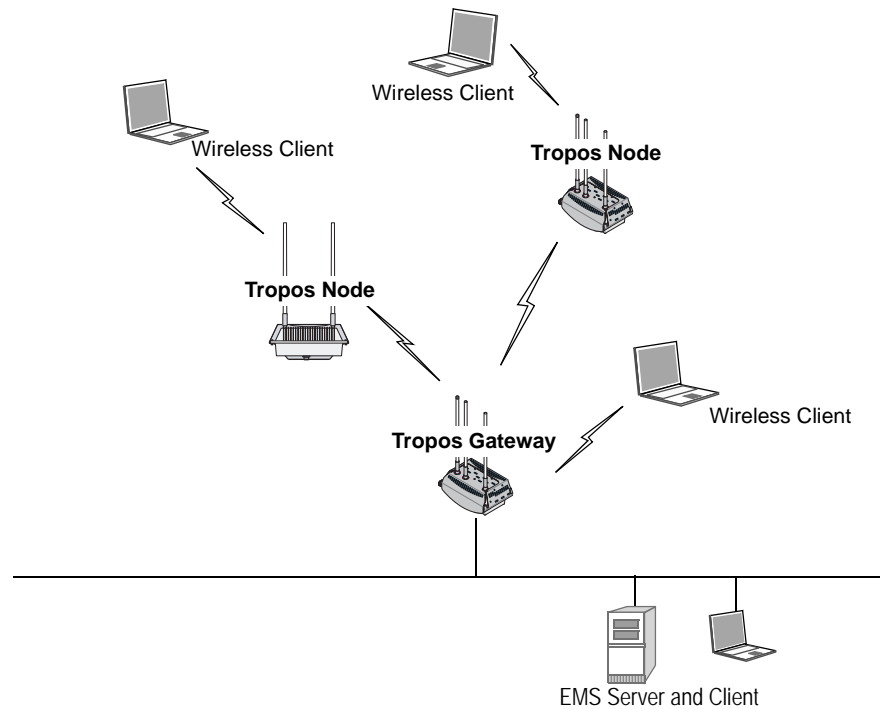 Wireless Client
Wireless Client
Tropos Node
Tropos Node
Wireless Client
Tropos Gateway
EMS Server and Client